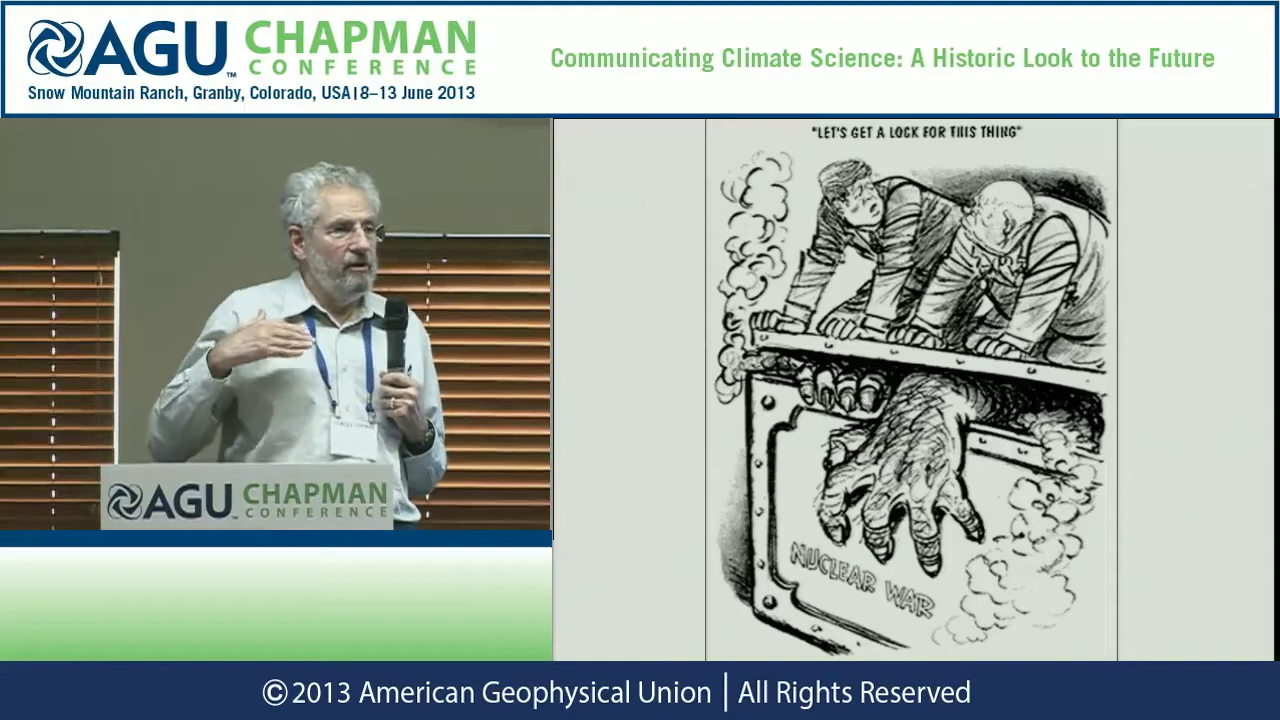 AGU CHAPMAN
™ CONFERENCE
Snow Mountain Ranch, Granby, Colorado, USA|8–13 June 2013
Communicating Climate Science: A Historic Look to the Future
"LET'S GET A LOCK FOR THIS THING"
NUCLEAR WAR
AGU CHAPMAN
™ CONFERENCE
©2013 American Geophysical Union | All Rights Reserved